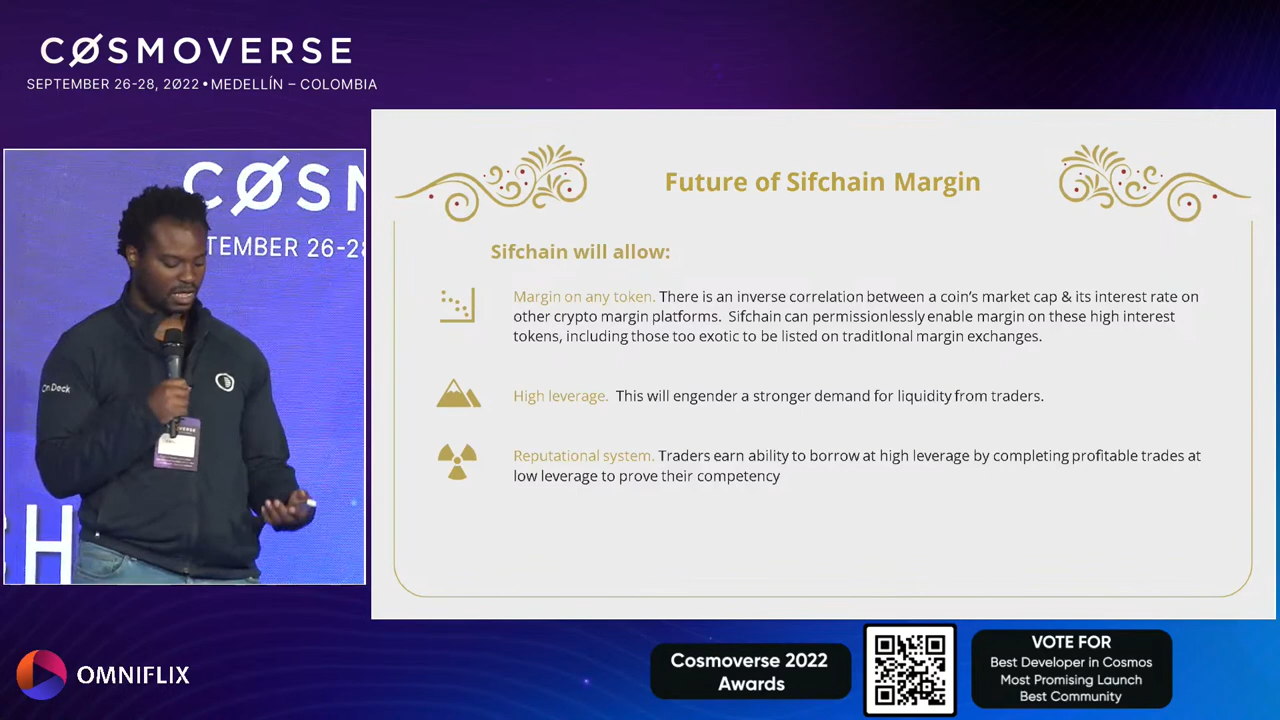 CØSMOVERSE
SEPTEMBER 26-28, 2022 • MEDELLÍN – COLOMBIA
CØSM
TEMBER 26-28
On Deck
H
Future of Sifchain Margin
Sifchain will allow:
Margin on any token. There is an inverse correlation between a coin's market cap & its interest rate on
other crypto margin platforms. Sifchain can permissionlessly enable margin on these high interest
tokens, including those too exotic to be listed on traditIonal margin exchanges.
High leverage. This will engender a stronger demand for liquidity from traders.
Reputational system. Traders earn ability to borrow at high leverage by completing profitable trades at
low leverage to prove their competency
OMNIFLIX
Cosmoverse 2022
Awards
VOTE FOR
Best Developer in Cosmos
Most Promising Launch
Best Community